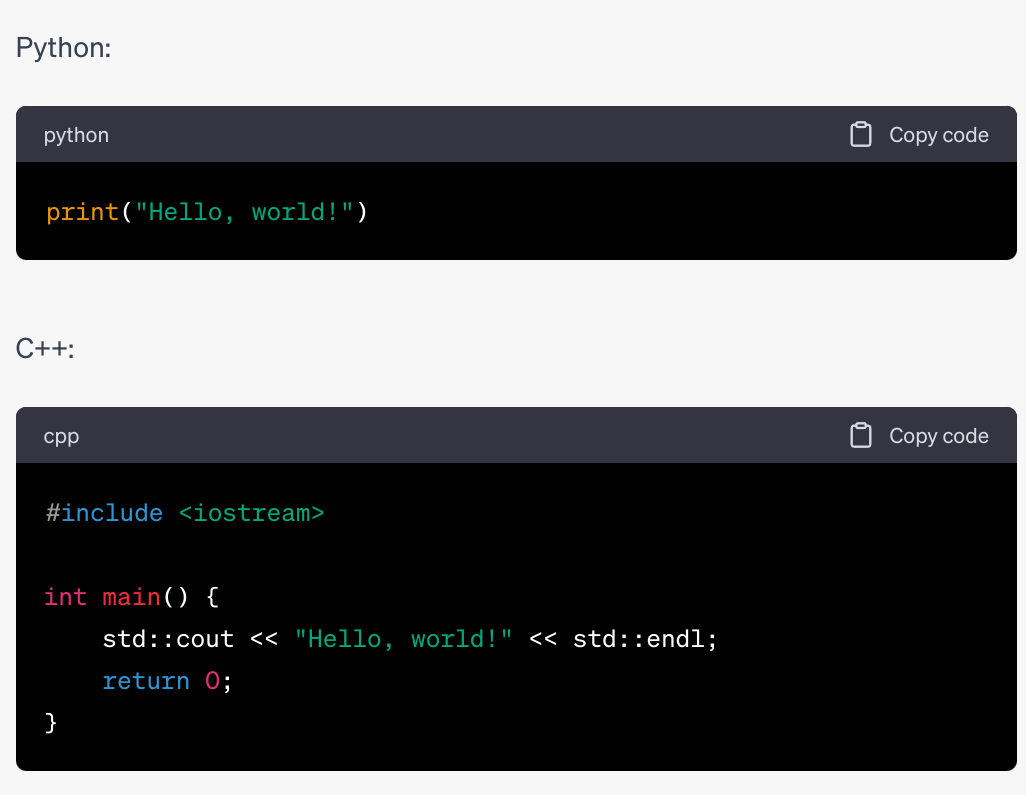 Python:
python Copy code
print("Hello, world!")
C++:
cpp Copy code
#include <iostream>
int main() {
    std::cout << "Hello, world!" << std::endl;
    return 0;
}